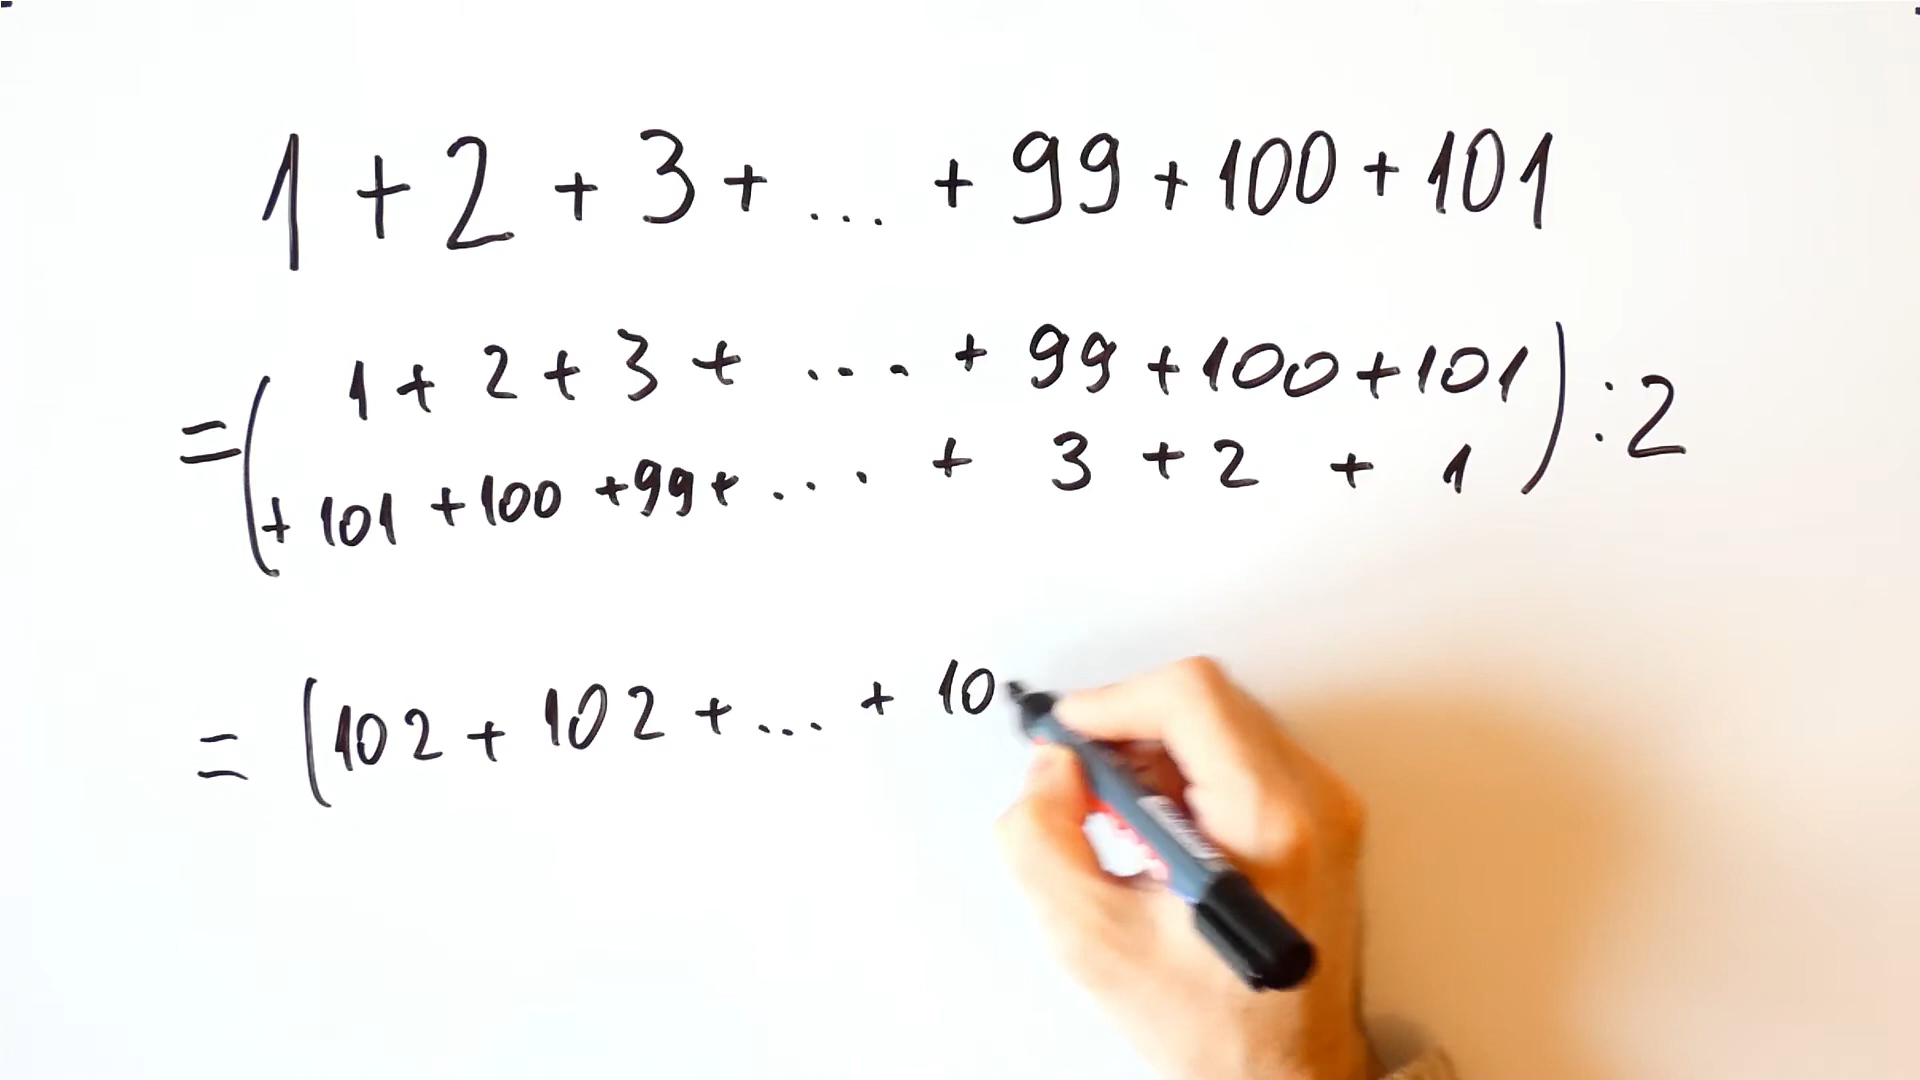 1 + 2 + 3 + ... + 99 + 100 + 101
= ( 1 + 2 + 3 + .... + 99 + 100 + 101
+ 101 + 100 + 99 + .... + 3 + 2 + 1 ) : 2
= ( 102 + 102 + ... + 10